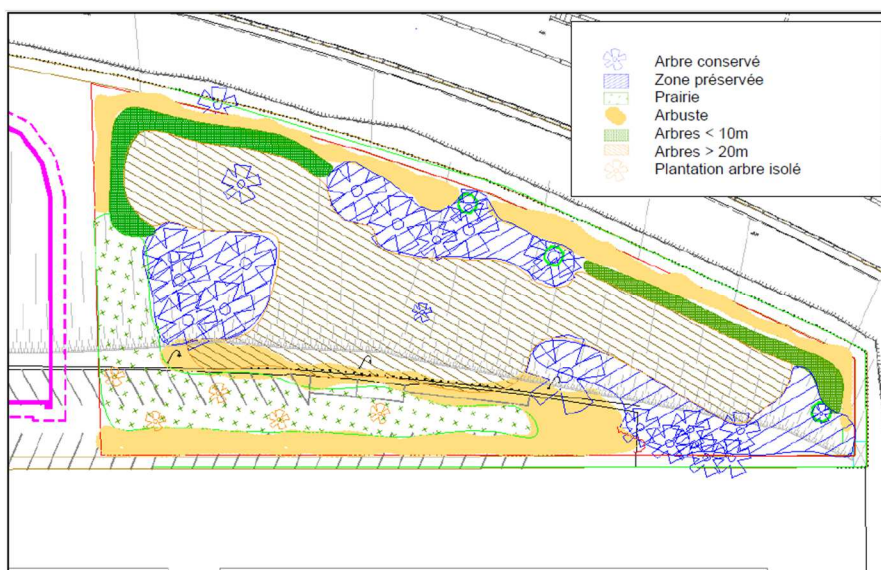 Arbre conservé
Zone préservée
Prairie
Arbuste
Arbres < 10m
Arbres > 20m
Plantation arbre isolé